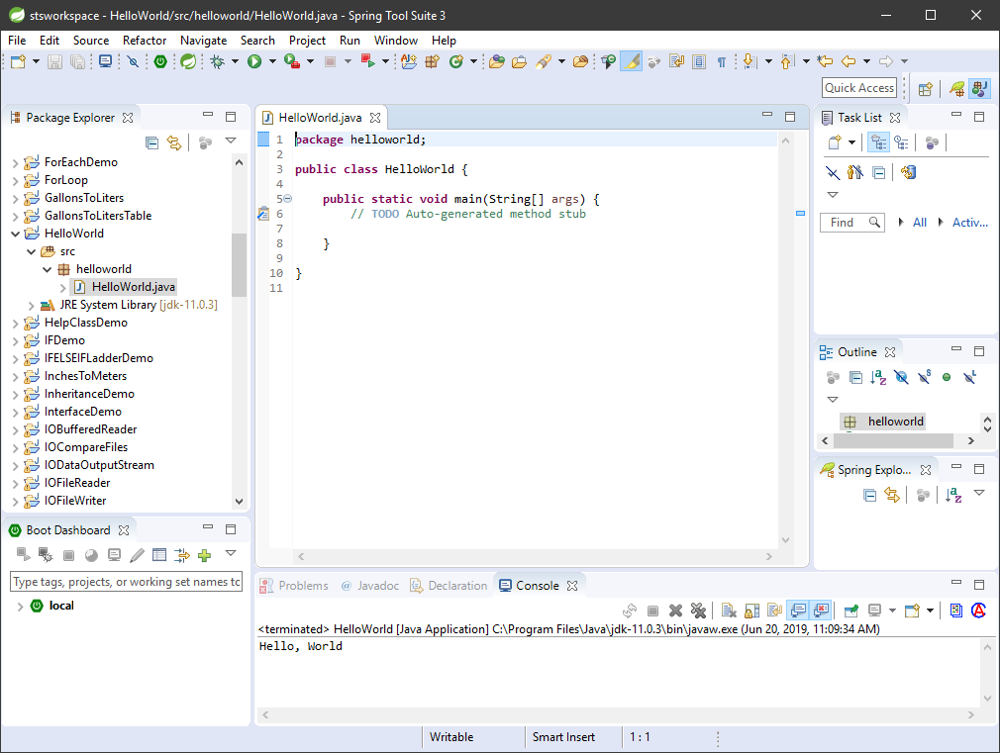 stsworkspace - HelloWorld/src/helloworld/HelloWorld.java - Spring Tool Suite 3
File Edit Source Refactor Navigate Search Project Run Window Help
Quick Access
Package Explorer
ForEachDemo
ForLoop
GallonsToLiters
GallonsToLitersTable
HelloWorld
src
helloworld
HelloWorld.java
JRE System Library [jdk-11.0.3]
HelpClassDemo
IFDemo
IFELSEIFLadderDemo
InchesToMeters
InheritanceDemo
InterfaceDemo
IOBufferedReader
IOCompareFiles
IODataOutputStream
IOFileReader
IOFileWriter
Boot Dashboard
Type tags, projects, or working set names tc
local
HelloWorld.java
1 package helloworld;
2
3 public class HelloWorld {
4
5 public static void main(String[] args) {
6 // TODO Auto-generated method stub
7
8 }
9
10 }
11
Task List
Find All Activ...
Outline
helloworld
Spring Explo...
Problems @ Javadoc Declaration Console
<terminated> HelloWorld [Java Application] C:\Program Files\Java\jdk-11.0.3\bin\javaw.exe (Jun 20, 2019, 11:09:34 AM)
Hello, World
Writable Smart Insert 1 : 1